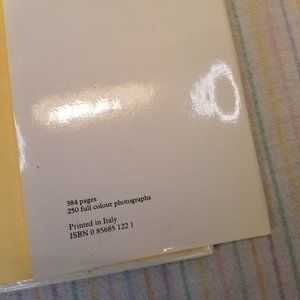 384 pages
250 full colour photographs
Printed in Italy
ISBN 0 85685 122 1